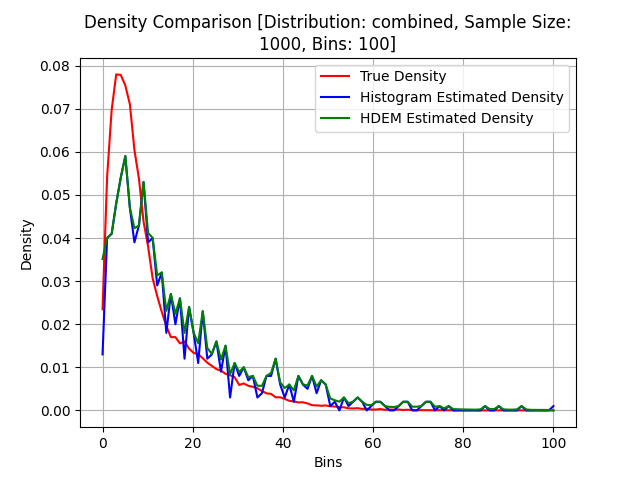 Density Comparison [Distribution: combined, Sample Size:
1000, Bins: 100]
True Density
Histogram Estimated Density
HDEM Estimated Density
Density
0.08
0.07
0.06
0.05
0.04
0.03
0.02
0.01
0.00
0 20 40 60 80 100
Bins